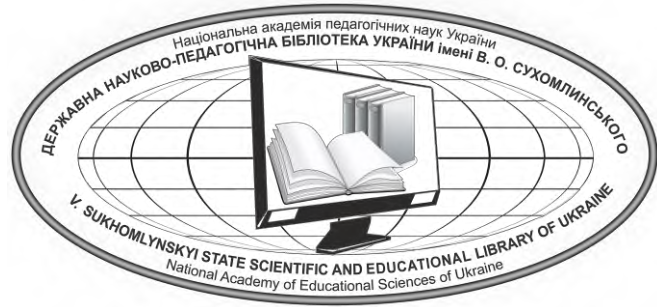 Національна академія педагогічних наук України
ДЕРЖАВНА НАУКОВО-ПЕДАГОГІЧНА БІБЛІОТЕКА УКРАЇНИ імені В. О. СУХОМЛИНСЬКОГО
V. SUKHOMLYNSKYI STATE SCIENTIFIC AND EDUCATIONAL LIBRARY OF UKRAINE
National Academy of Educational Sciences of Ukraine